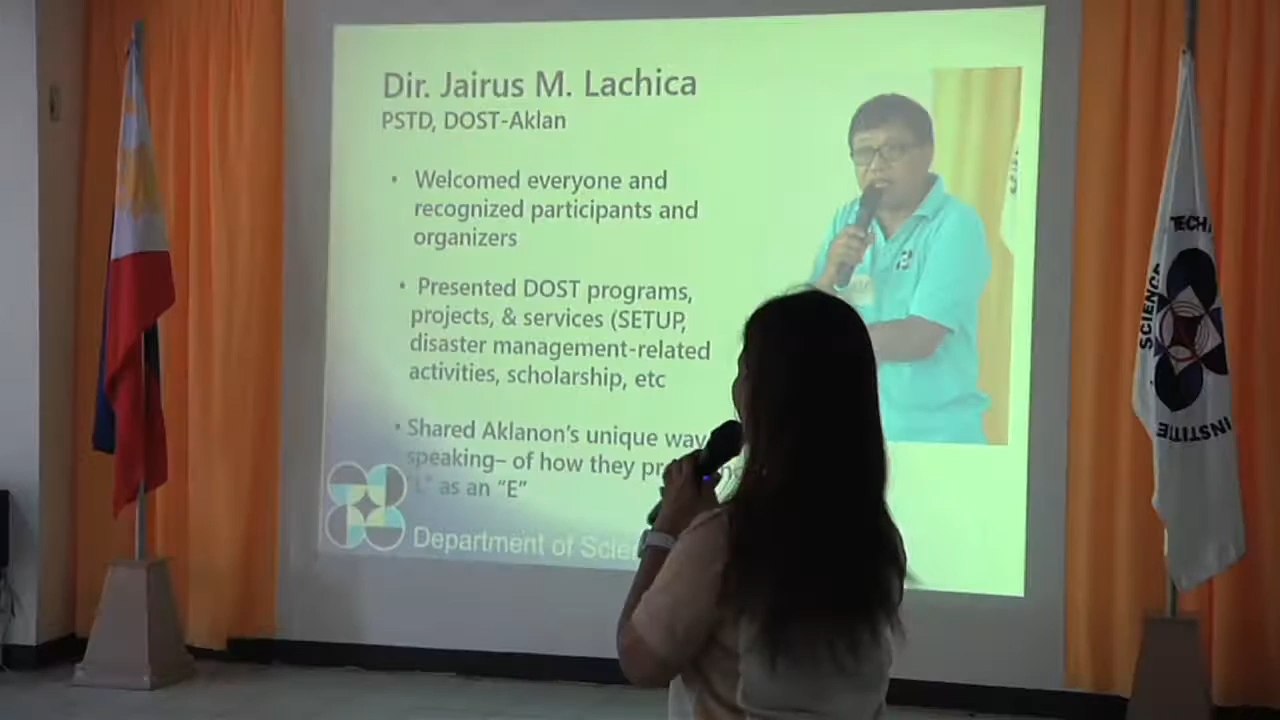 Dir. Jairus M. Lachica
PSTD, DOST-Aklan
• Welcomed everyone and
recognized participants and
organizers
• Presented DOST programs,
projects, & services (SETUP,
disaster management-related
activities, scholarship, etc
• Shared Aklanon's unique way
speaking– of how they
"L" as an "E"
Department of
SCIENCE
TECH